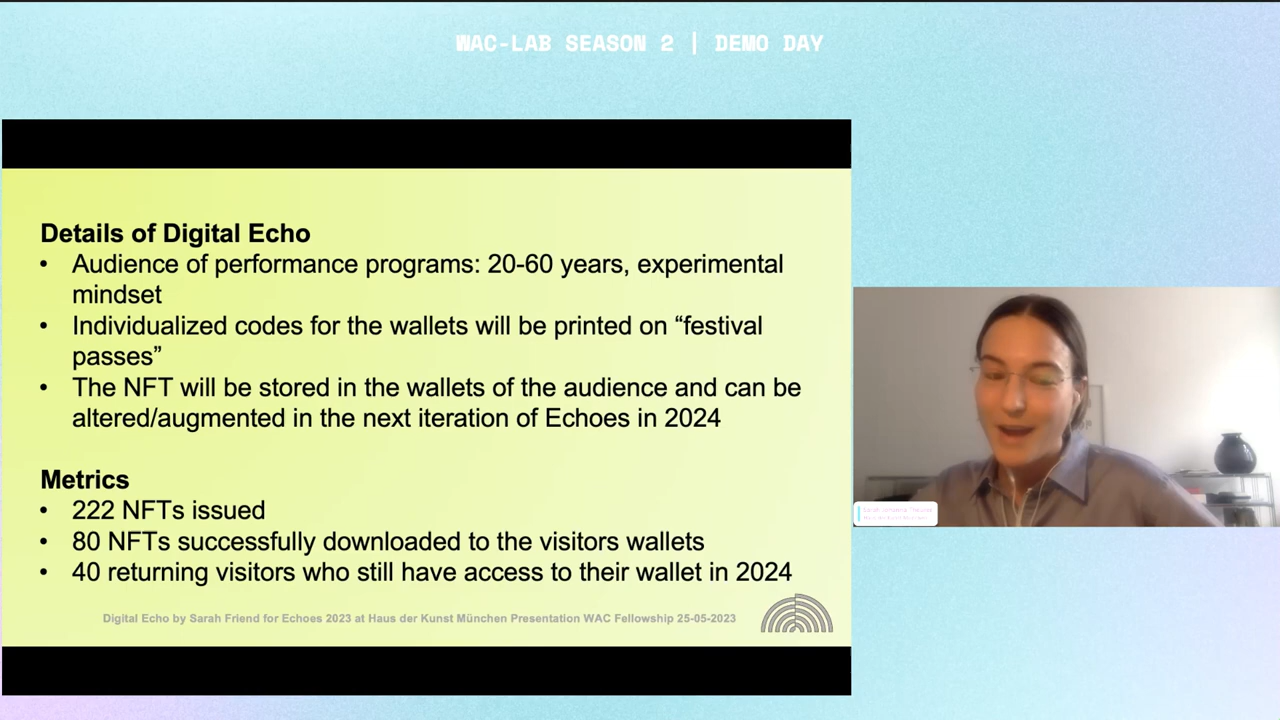 WAC-LAB SEASON 2 | DEMO DAY
Details of Digital Echo
• Audience of performance programs: 20-60 years, experimental
mindset
• Individualized codes for the wallets will be printed on “festival
passes”
• The NFT will be stored in the wallets of the audience and can be
altered/augmented in the next iteration of Echoes in 2024
Metrics
• 222 NFTs issued
• 80 NFTs successfully downloaded to the visitors wallets
• 40 returning visitors who still have access to their wallet in 2024
Digital Echo by Sarah Friend for Echoes 2023 at Haus der Kunst München Presentation WAC Fellowship 25-05-2023